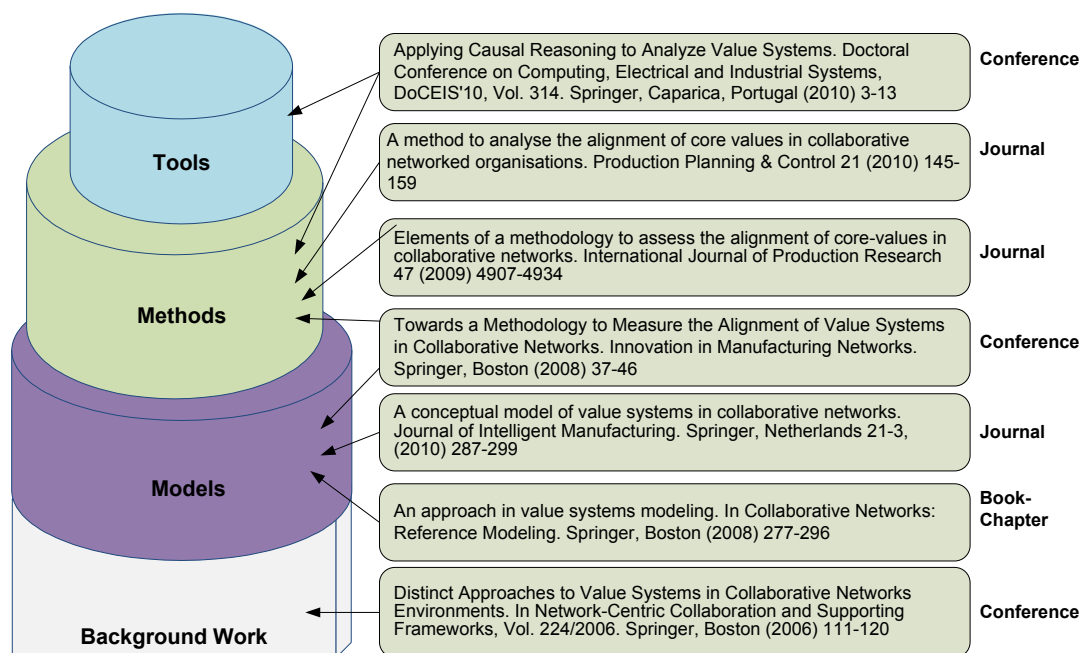 Applying Causal Reasoning to Analyze Value Systems. Doctoral
Conference on Computing, Electrical and Industrial Systems,
DoCEIS'10, Vol. 314. Springer, Caparica, Portugal (2010) 3-13
Conference
Tools
A method to analyse the alignment of core values in collaborative
networked organisations. Production Planning & Control 21 (2010) 145-
159
Journal
Elements of a methodology to assess the alignment of core-values in
collaborative networks. International Journal of Production Research
47 (2009) 4907-4934
Journal
Methods
Towards a Methodology to Measure the Alignment of Value Systems
in Collaborative Networks. Innovation in Manufacturing Networks.
Springer, Boston (2008) 37-46
Conference
A conceptual model of value systems in collaborative networks.
Journal of Intelligent Manufacturing. Springer, Netherlands 21-3,
(2010) 287-299
Journal
Models
An approach in value systems modeling. In Collaborative Networks:
Reference Modeling. Springer, Boston (2008) 277-296
Book-
Chapter
Distinct Approaches to Value Systems in Collaborative Networks
Environments. In Network-Centric Collaboration and Supporting
Frameworks, Vol. 224/2006. Springer, Boston (2006) 111-120
Conference
Background Work